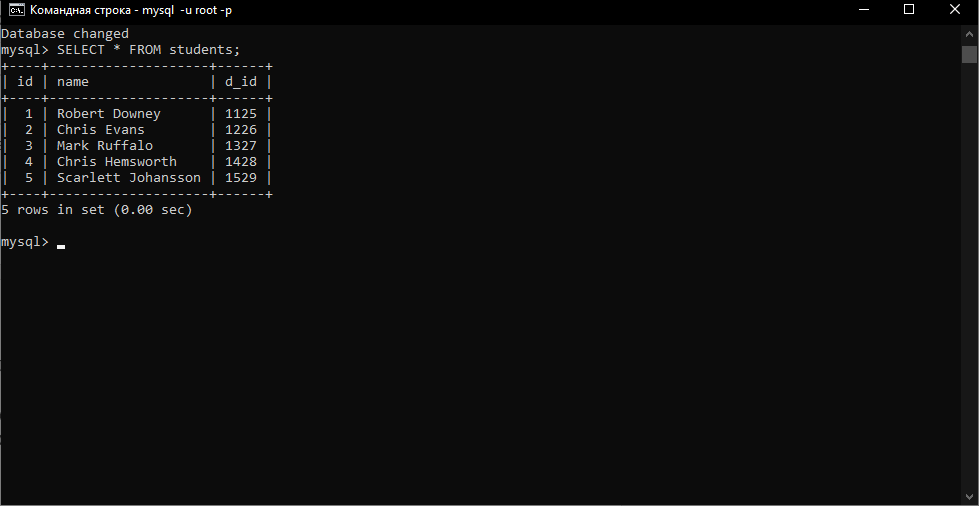 Командная строка - mysql  -u root -p
Database changed
mysql> SELECT * FROM students;
+----+--------------------+------+
| id | name               | d_id |
+----+--------------------+------+
|  1 | Robert Downey      | 1125 |
|  2 | Chris Evans        | 1226 |
|  3 | Mark Ruffalo       | 1327 |
|  4 | Chris Hemsworth    | 1428 |
|  5 | Scarlett Johansson | 1529 |
+----+--------------------+------+
5 rows in set (0.00 sec)
mysql>